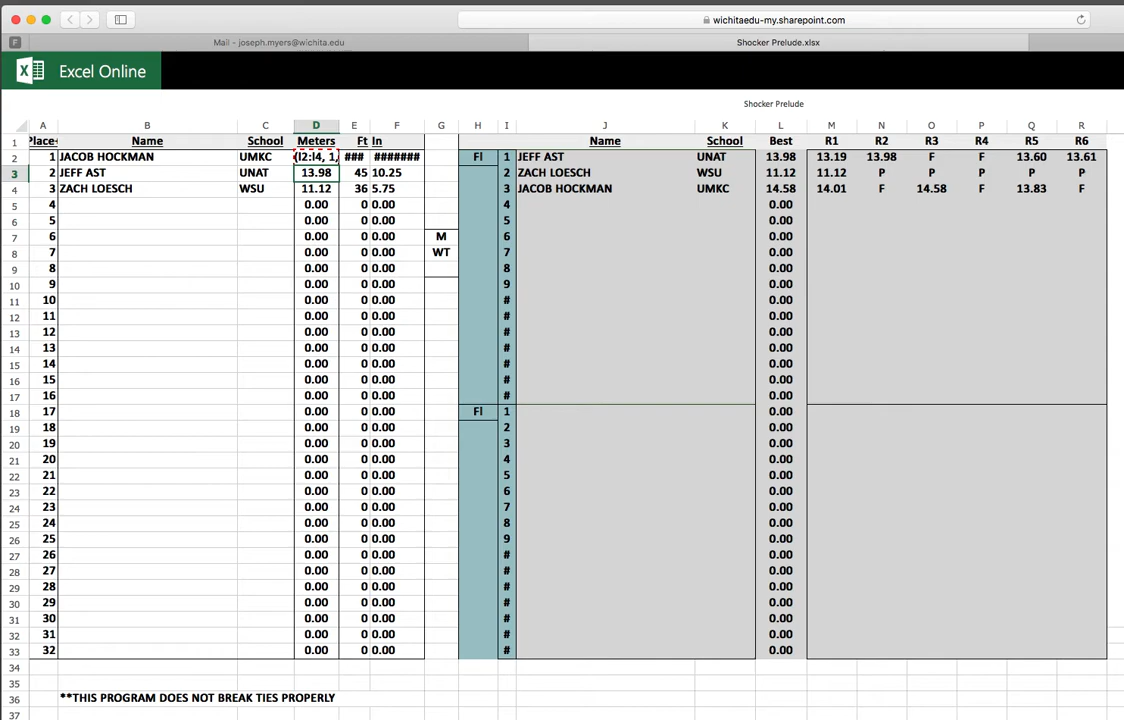 wichitaedu-my.sharepoint.com
F Mail - joseph.myers@wichita.edu Shocker Prelude.xlsx
Excel Online
Shocker Prelude
A B C D E F G H I J K L M N O P Q R
1 Place Name School Meters Ft In Name School Best R1 R2 R3 R4 R5 R6
2 1 JACOB HOCKMAN UMKC (I2:I4, 1, ### ####### Fl 1 JEFF AST UNAT 13.98 13.19 13.98 F F 13.60 13.61
3 2 JEFF AST UNAT 13.98 45 10.25 2 ZACH LOESCH WSU 11.12 11.12 P P P P P
4 3 ZACH LOESCH WSU 11.12 36 5.75 3 JACOB HOCKMAN UMKC 14.58 14.01 F 14.58 F 13.83 F
5 4 0.00 0 0.00 4 0.00
6 5 0.00 0 0.00 5 0.00
7 6 0.00 0 0.00 M 6 0.00
8 7 0.00 0 0.00 WT 7 0.00
9 8 0.00 0 0.00 8 0.00
10 9 0.00 0 0.00 9 0.00
11 10 0.00 0 0.00 # 0.00
12 11 0.00 0 0.00 # 0.00
13 12 0.00 0 0.00 # 0.00
14 13 0.00 0 0.00 # 0.00
15 14 0.00 0 0.00 # 0.00
16 15 0.00 0 0.00 # 0.00
17 16 0.00 0 0.00 # 0.00
18 17 0.00 0 0.00 Fl 1 0.00
19 18 0.00 0 0.00 2 0.00
20 19 0.00 0 0.00 3 0.00
21 20 0.00 0 0.00 4 0.00
22 21 0.00 0 0.00 5 0.00
23 22 0.00 0 0.00 6 0.00
24 23 0.00 0 0.00 7 0.00
25 24 0.00 0 0.00 8 0.00
26 25 0.00 0 0.00 9 0.00
27 26 0.00 0 0.00 # 0.00
28 27 0.00 0 0.00 # 0.00
29 28 0.00 0 0.00 # 0.00
30 29 0.00 0 0.00 # 0.00
31 30 0.00 0 0.00 # 0.00
32 31 0.00 0 0.00 # 0.00
33 32 0.00 0 0.00 # 0.00
34
35
36 **THIS PROGRAM DOES NOT BREAK TIES PROPERLY
37